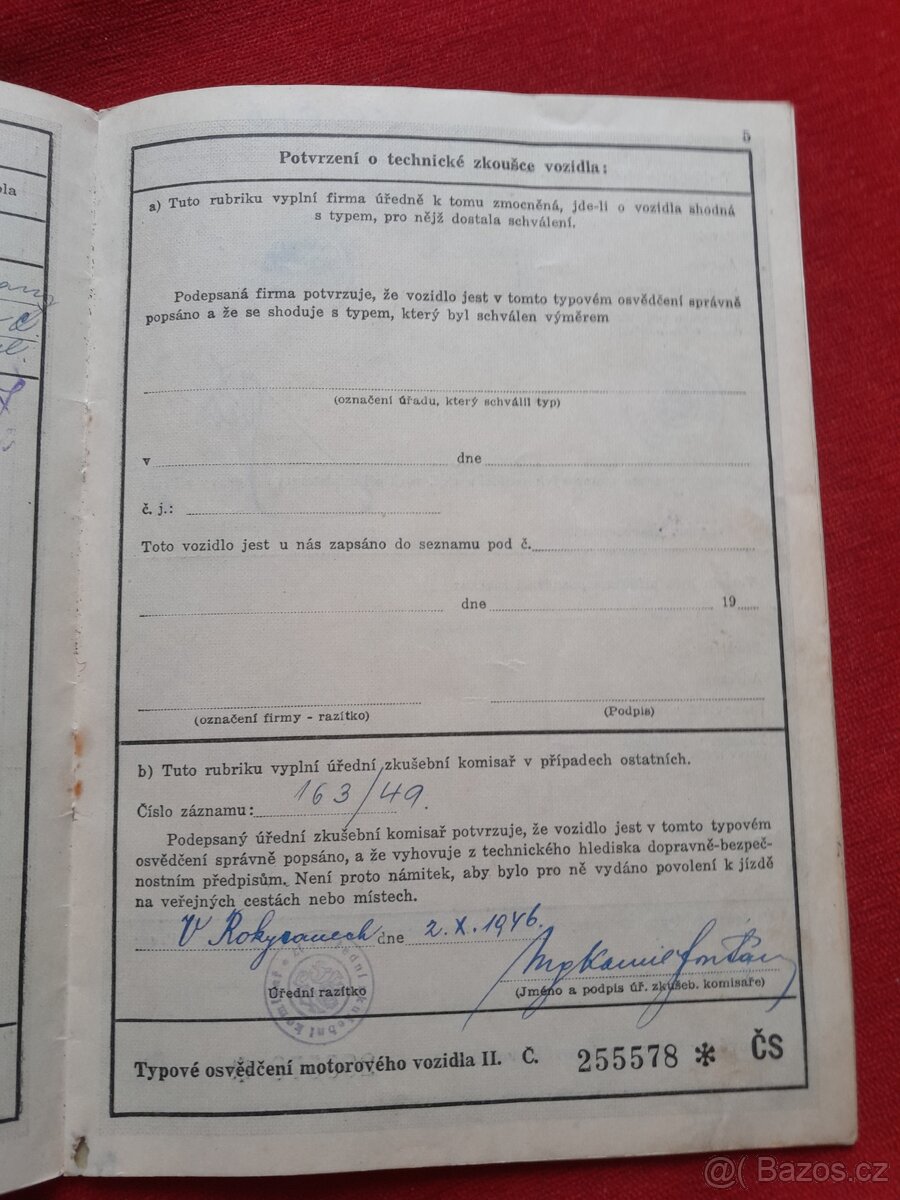 5
Potvrzení o technické zkoušce vozidla:
a) Tuto rubriku vyplní firma úředně k tomu zmocněná, jde-li o vozidla shodná
s typem, pro nějž dostala schválení.
Podepsaná firma potvrzuje, že vozidlo jest v tomto typovém osvědčení správně
popsáno a že se shoduje s typem, který byl schválen výměrem
(označení úřadu, který schválil typ)
v dne
č. j.:
Toto vozidlo jest u nás zapsáno do seznamu pod č.
dne 19
(označení firmy - razítko) (Podpis)
b) Tuto rubriku vyplní úřední zkušební komisař v případech ostatních.
Číslo záznamu: 163/49.
Podepsaný úřední zkušební komisař potvrzuje, že vozidlo jest v tomto typovém
osvědčení správně popsáno, a že vyhovuje z technického hlediska dopravně-bezpeč-
nostním předpisům. Není proto námitek, aby bylo pro ně vydáno povolení k jízdě
na veřejných cestách nebo místech.
V Rokycanech dne 2.X.1946.
Úřední razítko
(Jméno a podpis úř. zkušeb. komisaře)
Typové osvědčení motorového vozidla II. Č. 255578 * ČS
@( Bazos.cz